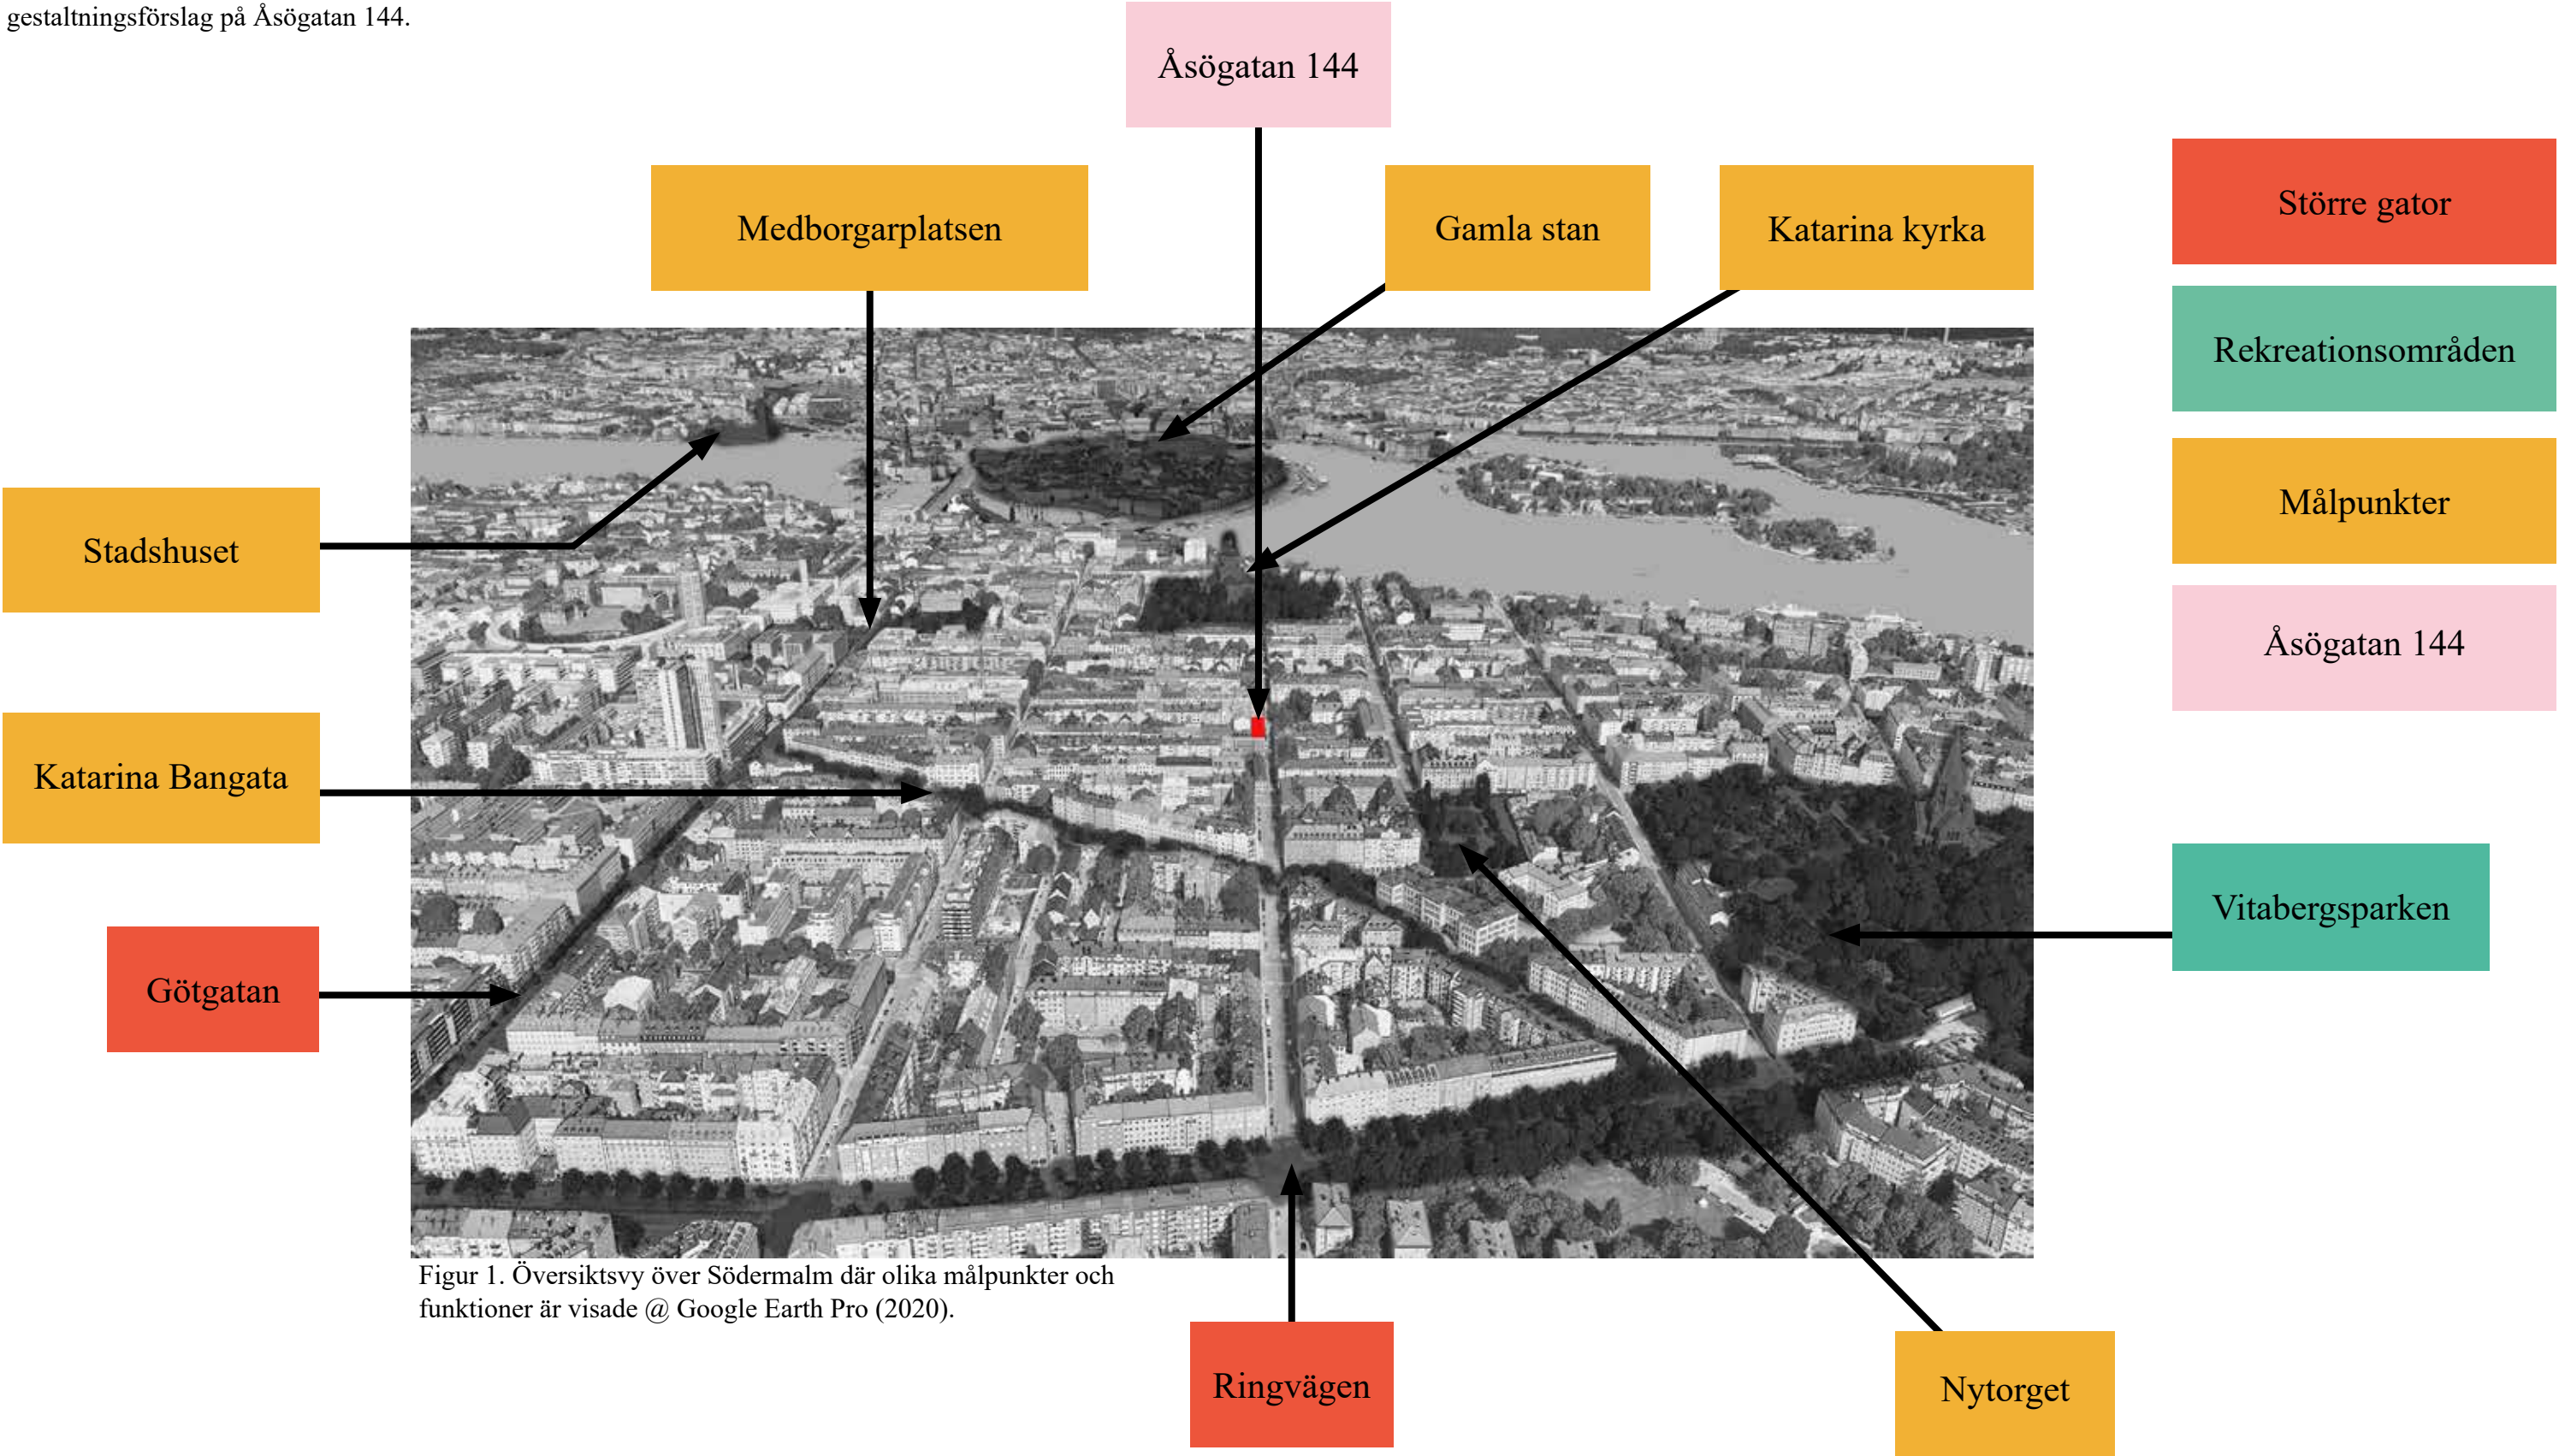 gestaltningsförslag på Åsögatan 144.
Åsögatan 144
Medborgarplatsen
Gamla stan
Katarina kyrka
Större gator
Rekreationsområden
Målpunkter
Åsögatan 144
Stadshuset
Katarina Bangata
Götgatan
Vitabergsparken
Figur 1. Översiktsvy över Södermalm där olika målpunkter och
funktioner är visade @ Google Earth Pro (2020).
Ringvägen
Nytorget